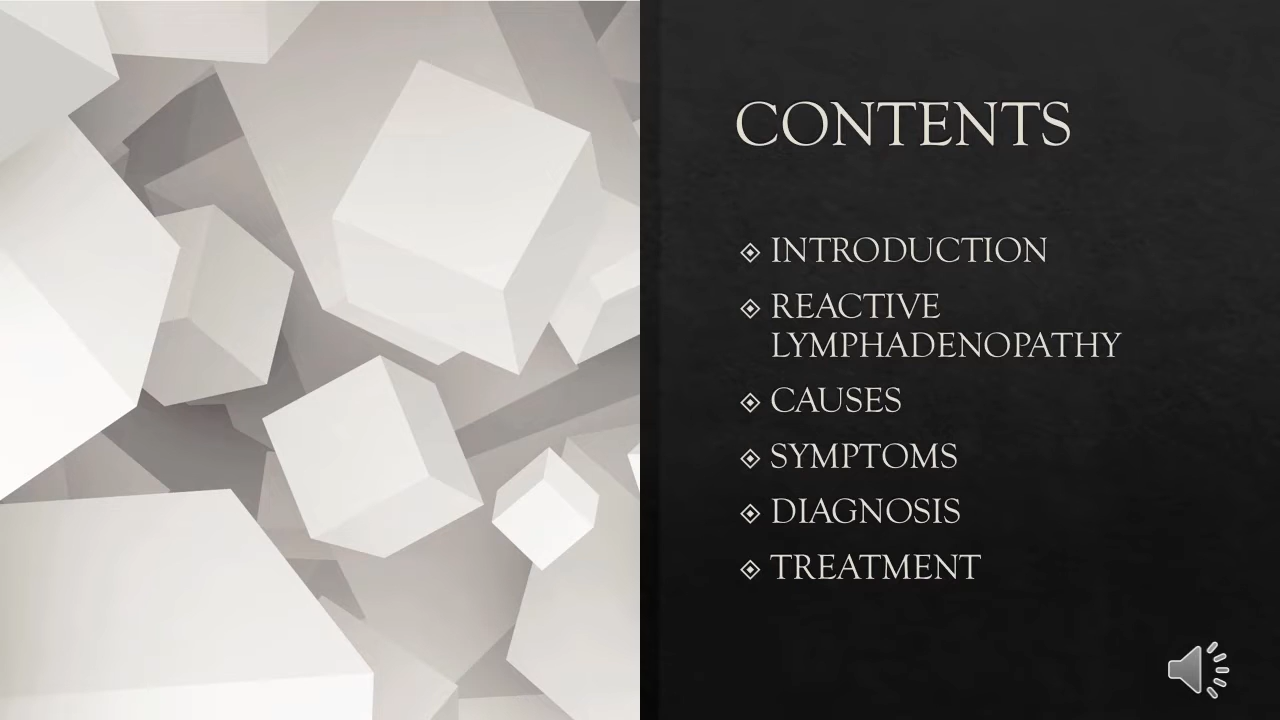 CONTENTS
INTRODUCTION
REACTIVE
LYMPHADENOPATHY
CAUSES
SYMPTOMS
DIAGNOSIS
TREATMENT